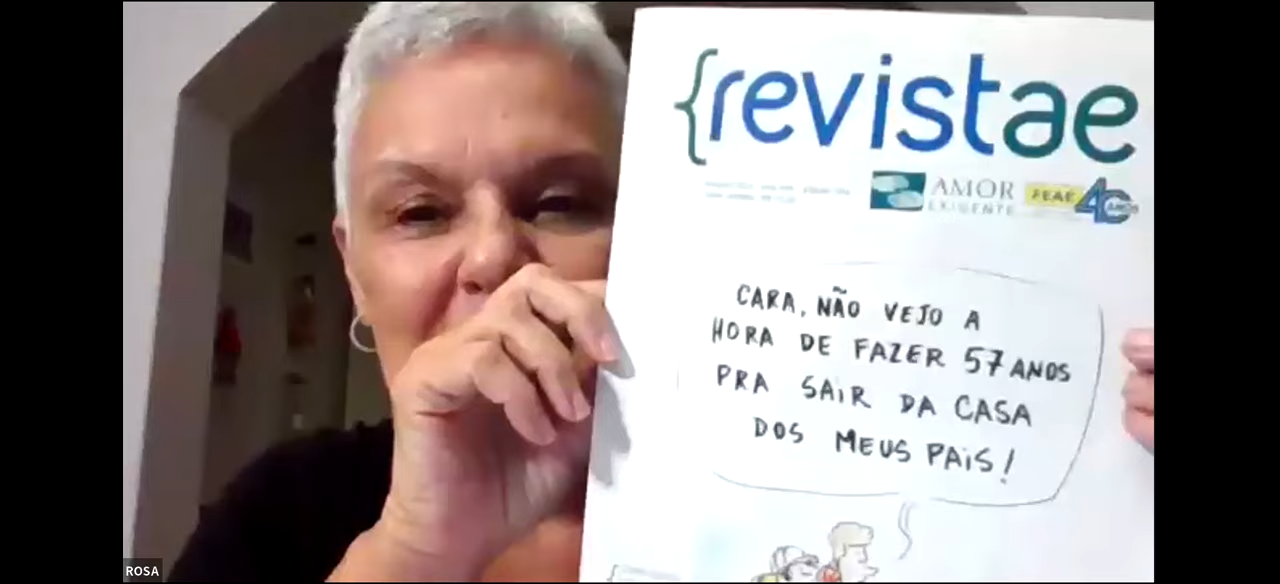 {revistae
AMOR
EXIGENTE
FEAE
40
ANOS
CARA, NÃO VEJO A
HORA DE FAZER 57 ANOS
PRA SAIR DA CASA
DOS MEUS PAIS!
ROSA